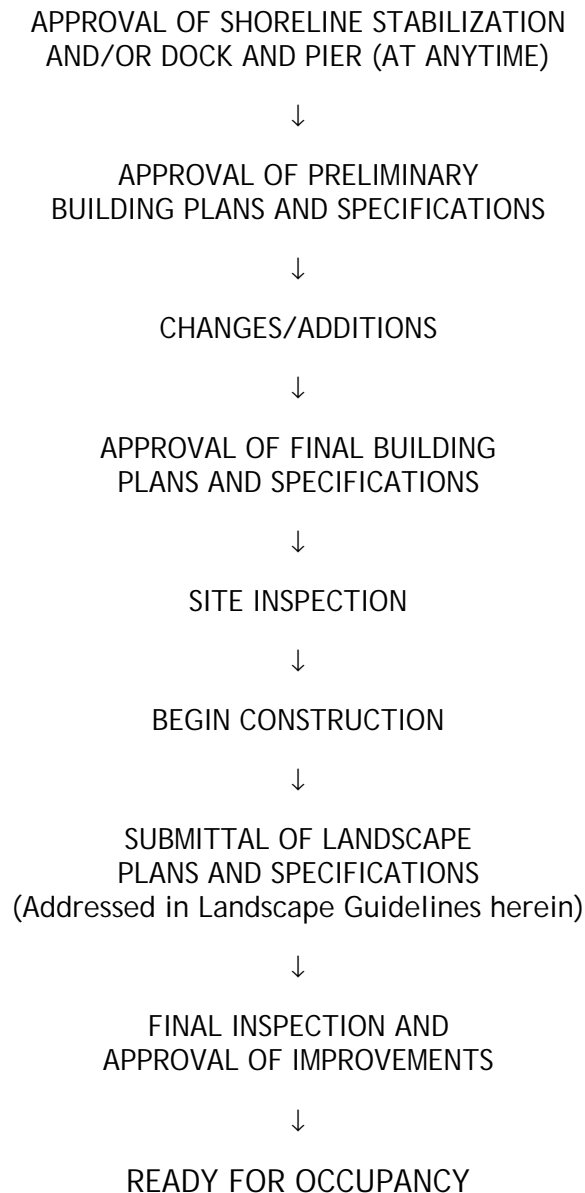 APPROVAL OF SHORELINE STABILIZATION
AND/OR DOCK AND PIER (AT ANYTIME)
↓
APPROVAL OF PRELIMINARY
BUILDING PLANS AND SPECIFICATIONS
↓
CHANGES/ADDITIONS
↓
APPROVAL OF FINAL BUILDING
PLANS AND SPECIFICATIONS
↓
SITE INSPECTION
↓
BEGIN CONSTRUCTION
↓
SUBMITTAL OF LANDSCAPE
PLANS AND SPECIFICATIONS
(Addressed in Landscape Guidelines herein)
↓
FINAL INSPECTION AND
APPROVAL OF IMPROVEMENTS
↓
READY FOR OCCUPANCY